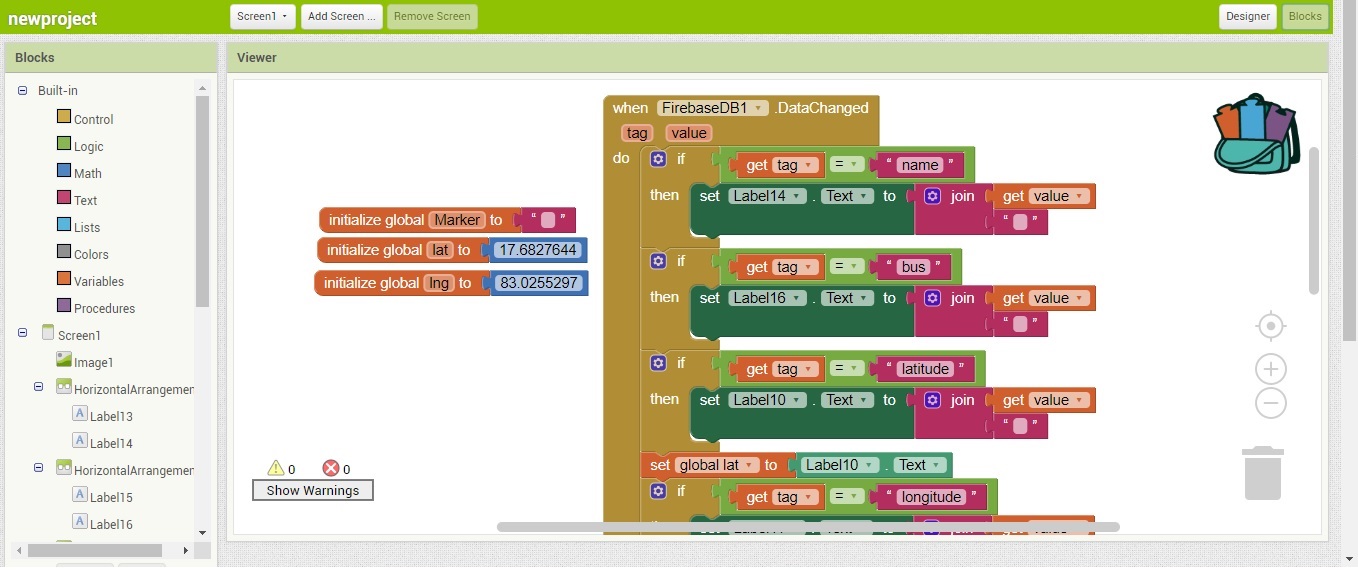 newproject
Screen1
Add Screen ...
Remove Screen
Designer
Blocks
Blocks
Viewer
Built-in
Control
Logic
Math
Text
Lists
Colors
Variables
Procedures
Screen1
Image1
HorizontalArrangemen
Label13
Label14
HorizontalArrangemen
Label15
Label16
initialize global Marker to “ ”
initialize global lat to 17.6827644
initialize global lng to 83.0255297
when FirebaseDB1 .DataChanged
tag value
do if get tag = “ name ”
then set Label14 . Text to join get value
“ ”
if get tag = “ bus ”
then set Label16 . Text to join get value
“ ”
if get tag = “ latitude ”
then set Label10 . Text to join get value
“ ”
set global lat to Label10 . Text
if get tag = “ longitude ”
0 0
Show Warnings